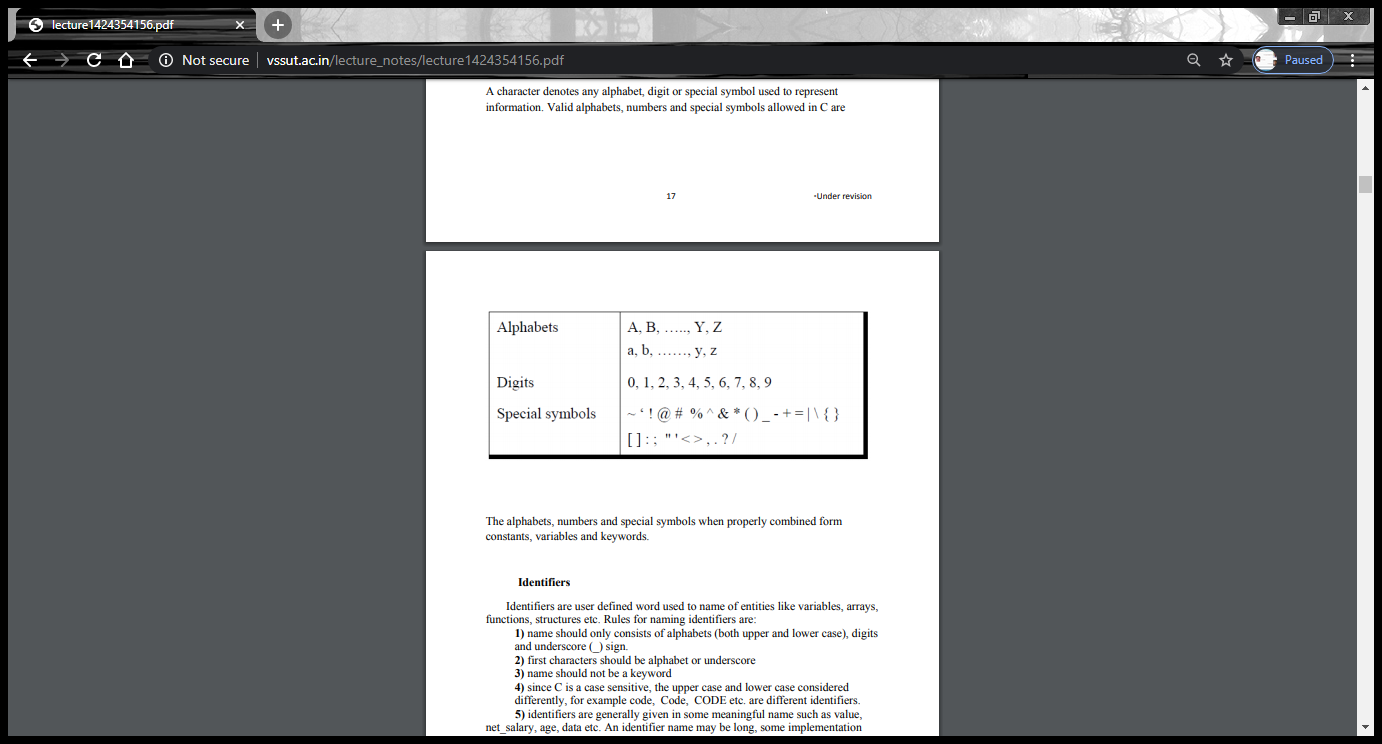 lecture1424354156.pdf
Not secure | vssut.ac.in/lecture_notes/lecture1424354156.pdf
Paused
A character denotes any alphabet, digit or special symbol used to represent
information. Valid alphabets, numbers and special symbols allowed in C are
17 -Under revision
Alphabets A, B, ….., Y, Z
a, b, ……, y, z
Digits 0, 1, 2, 3, 4, 5, 6, 7, 8, 9
Special symbols ~ ‘ ! @ # % ^ & * ( ) _ - + = | \ { }
[ ] : ; " ' < > , . ? /
The alphabets, numbers and special symbols when properly combined form
constants, variables and keywords.
Identifiers
Identifiers are user defined word used to name of entities like variables, arrays,
functions, structures etc. Rules for naming identifiers are:
1) name should only consists of alphabets (both upper and lower case), digits
and underscore (_) sign.
2) first characters should be alphabet or underscore
3) name should not be a keyword
4) since C is a case sensitive, the upper case and lower case considered
differently, for example code, Code, CODE etc. are different identifiers.
5) identifiers are generally given in some meaningful name such as value,
net_salary, age, data etc. An identifier name may be long, some implementation